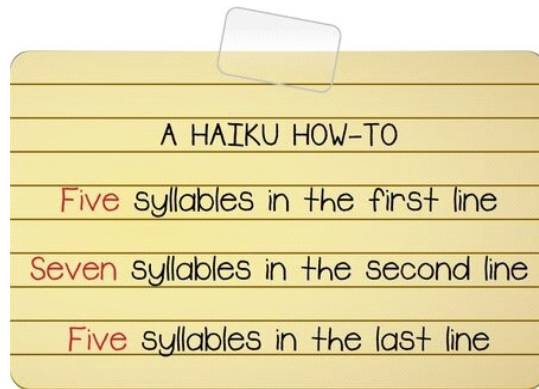 A HAIKU HOW-TO
Five syllables in the first line
Seven syllables in the second line
Five syllables in the last line